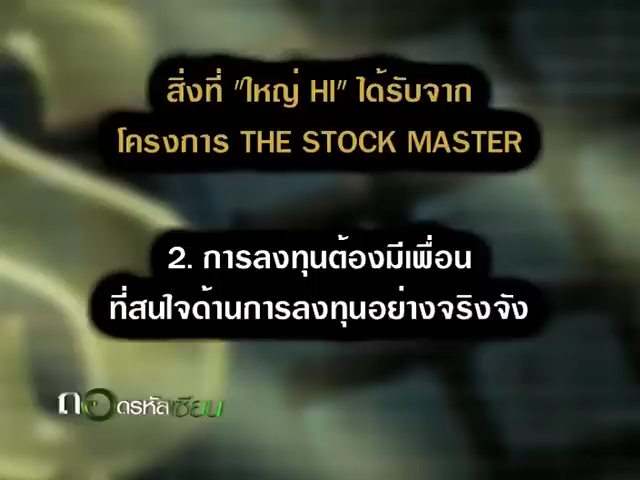 สิ่งที่ "ใหญ่ HI" ได้รับจาก
โครงการ THE STOCK MASTER
2. การลงทุนต้องมีเพื่อน
ที่สนใจด้านการลงทุนอย่างจริงจัง
ถอดรหัสเซียน